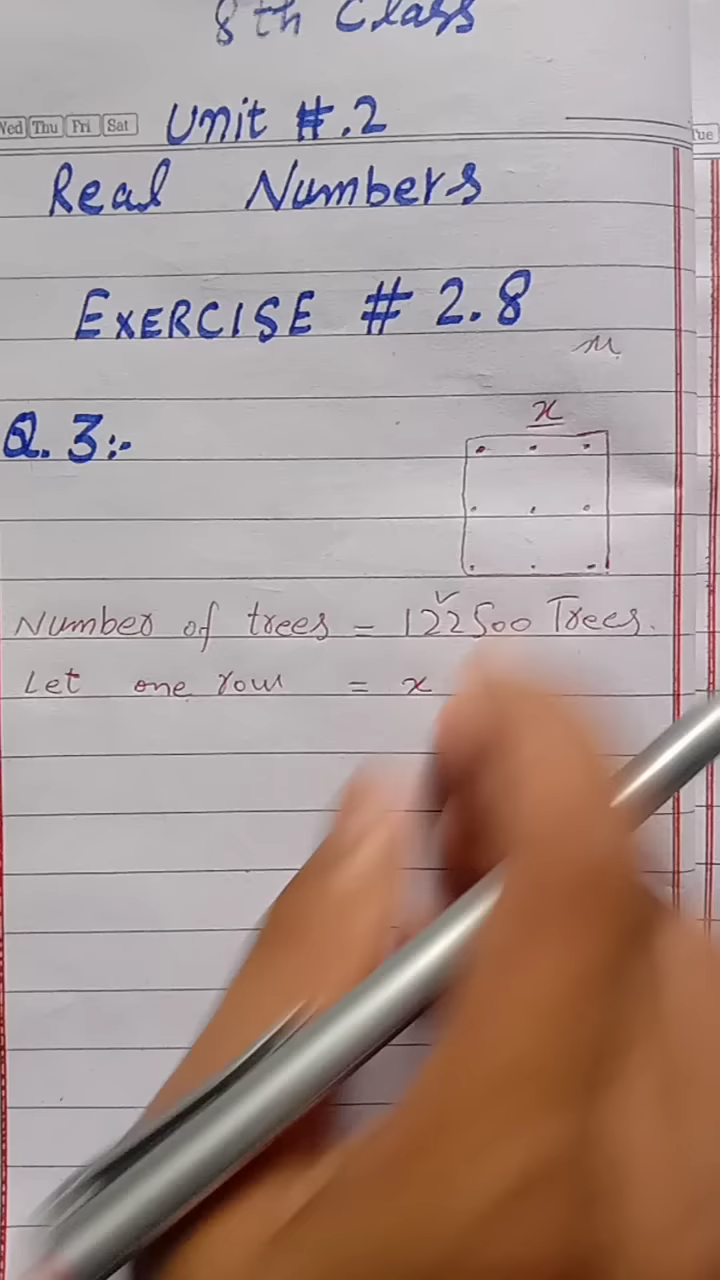 8th Class
Wed Thu Fri Sat
Unit #.2
Tue
Real Numbers
EXERCISE # 2.8
Q.3:-
x
Number of trees = 122500 Trees.
Let one row = x